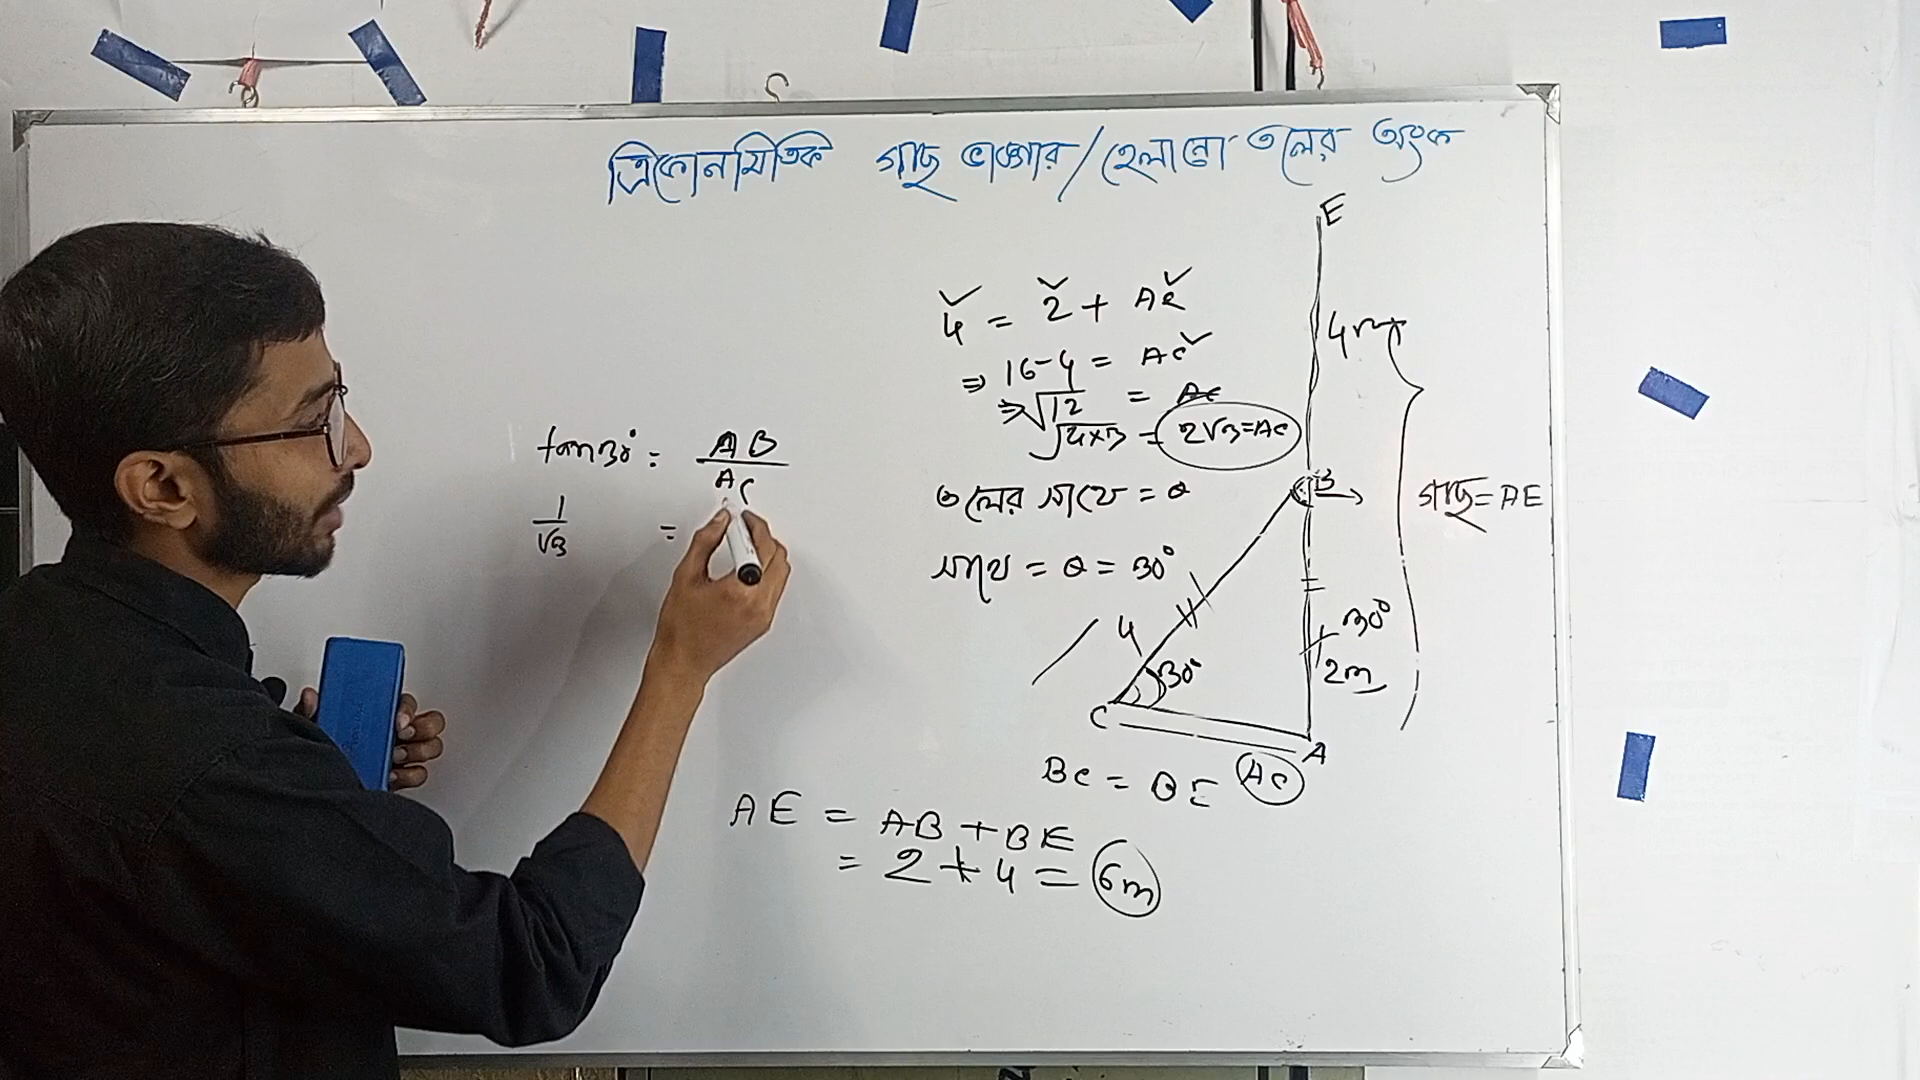 ত্রিকোনমিতিক গাছ ভাঙ্গার/হেলানো তলের অংক
E
4² = 2² + AC²
⇒ 16-4 = AC²
⇒ √12 = AC
√4×3 = 2√3=AC
4m
tan30° = AB/AC
1/√3 =
তলের সাথে = θ
B
গাছ = AE
সাথে = θ = 30°
4
30°
30°
2m
C
A
BC = BE
AC
AE = AB + BE
= 2 + 4 = 6m